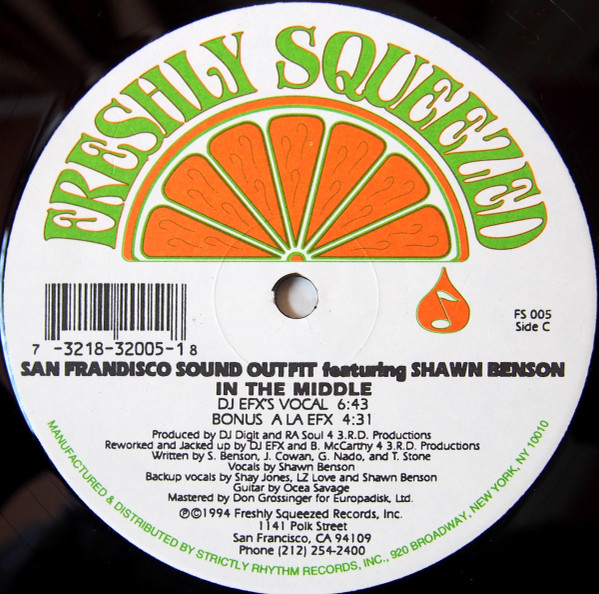 FRESHLY SQUEEZED
FS 005
Side C
7 -3218-32005-1 8
SAN FRANDISCO SOUND OUTFIT featuring SHAWN BENSON
IN THE MIDDLE
DJ EFX'S VOCAL 6:43
BONUS A LA EFX 4:31
Produced by DJ Digit and RA Soul 4 3.R.D. Productions
Reworked and Jacked up by DJ EFX and B. McCarthy 4 3.R.D. Productions
Written by S. Benson, J. Cowan, G. Nado, and T. Stone
Vocals by Shawn Benson
Backup vocals by Shay Jones, LZ Love and Shawn Benson
Guitar by Ocea Savage
Mastered by Don Grossinger for Europadisk, Ltd.
℗©1994 Freshly Squeezed Records, Inc.
1141 Polk Street
San Francisco, CA 94109
Phone (212) 254-2400
MANUFACTURED & DISTRIBUTED BY STRICTLY RHYTHM RECORDS, INC., 920 BROADWAY, NEW YORK, NY 10010